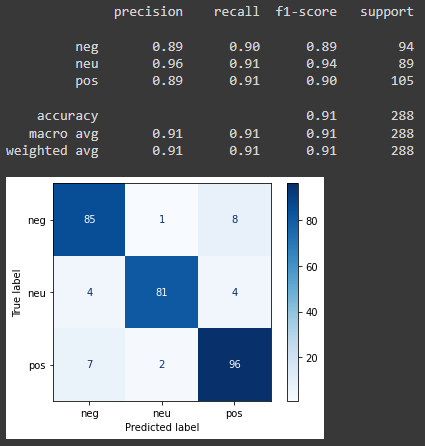 precision recall f1-score support
neg 0.89 0.90 0.89 94
neu 0.96 0.91 0.94 89
pos 0.89 0.91 0.90 105
accuracy 0.91 288
macro avg 0.91 0.91 0.91 288
weighted avg 0.91 0.91 0.91 288
neg 85 1 8 80
60
neu 4 81 4
40
pos 7 2 96 20
neg neu pos
True label
Predicted label